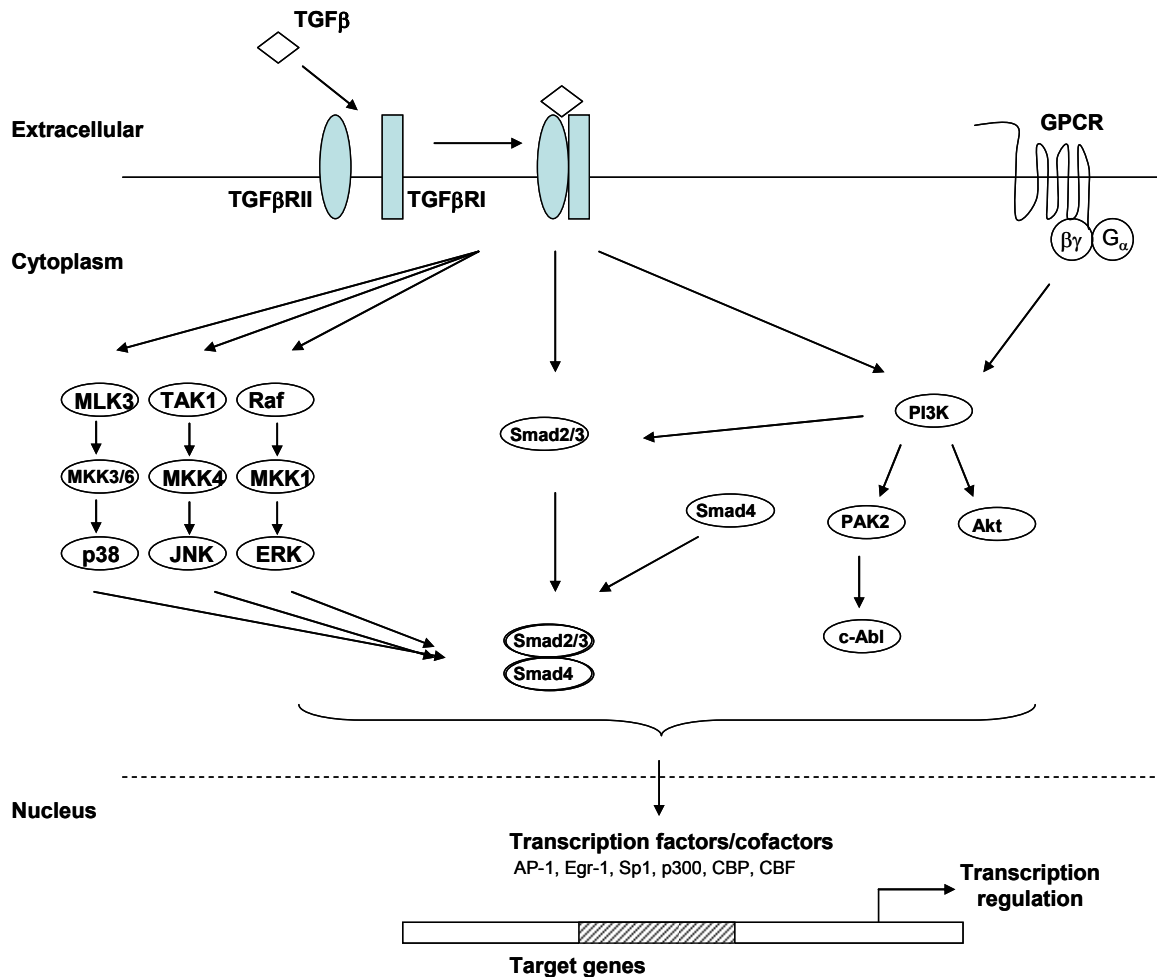 TGFβ
Extracellular
GPCR
TGFβRII
TGFβRI
βγ
Gα
Cytoplasm
MLK3
TAK1
Raf
PI3K
Smad2/3
MKK3/6
MKK4
MKK1
Smad4
PAK2
Akt
p38
JNK
ERK
c-Abl
Smad2/3
Smad4
Nucleus
Transcription factors/cofactors
AP-1, Egr-1, Sp1, p300, CBP, CBF
Transcription
regulation
Target genes